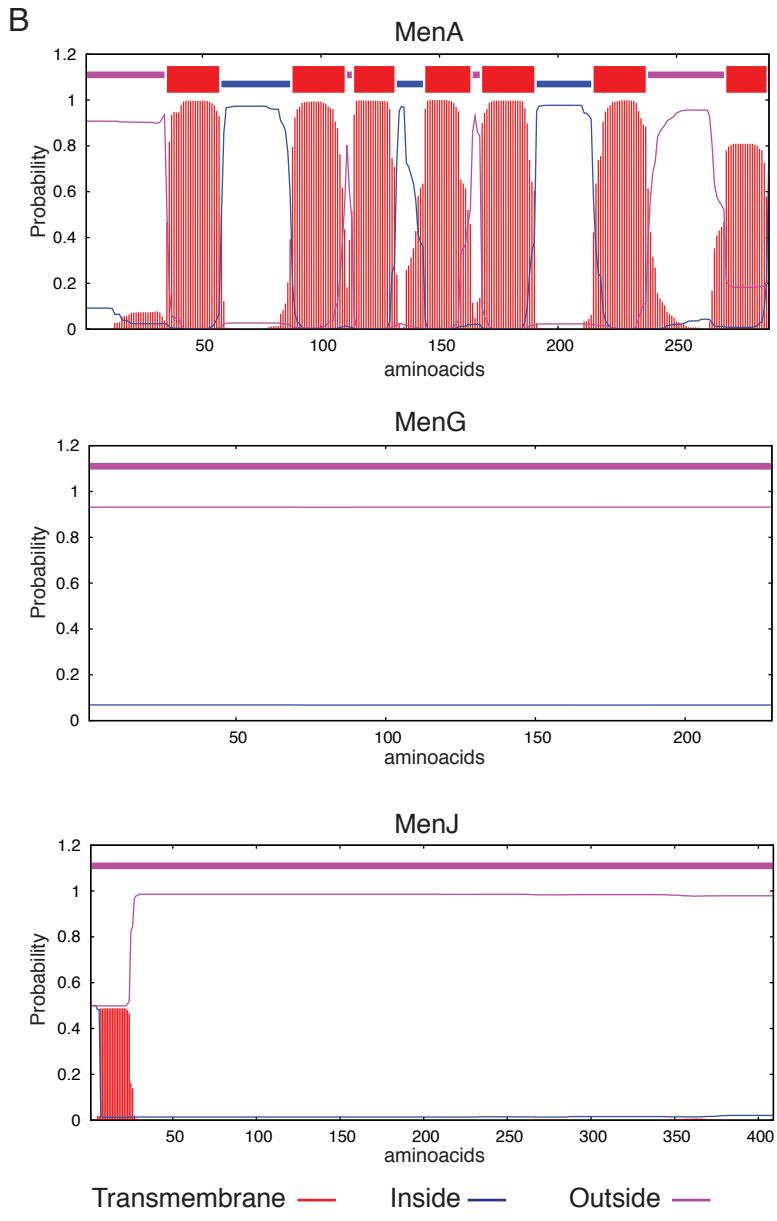 B
MenA
1.2
1
0.8
0.6
0.4
0.2
0
Probability
50 100 150 200 250
aminoacids
MenG
1.2
1
0.8
0.6
0.4
0.2
0
Probability
50 100 150 200
aminoacids
MenJ
1.2
1
0.8
0.6
0.4
0.2
0
Probability
50 100 150 200 250 300 350 400
aminoacids
Transmembrane Inside Outside